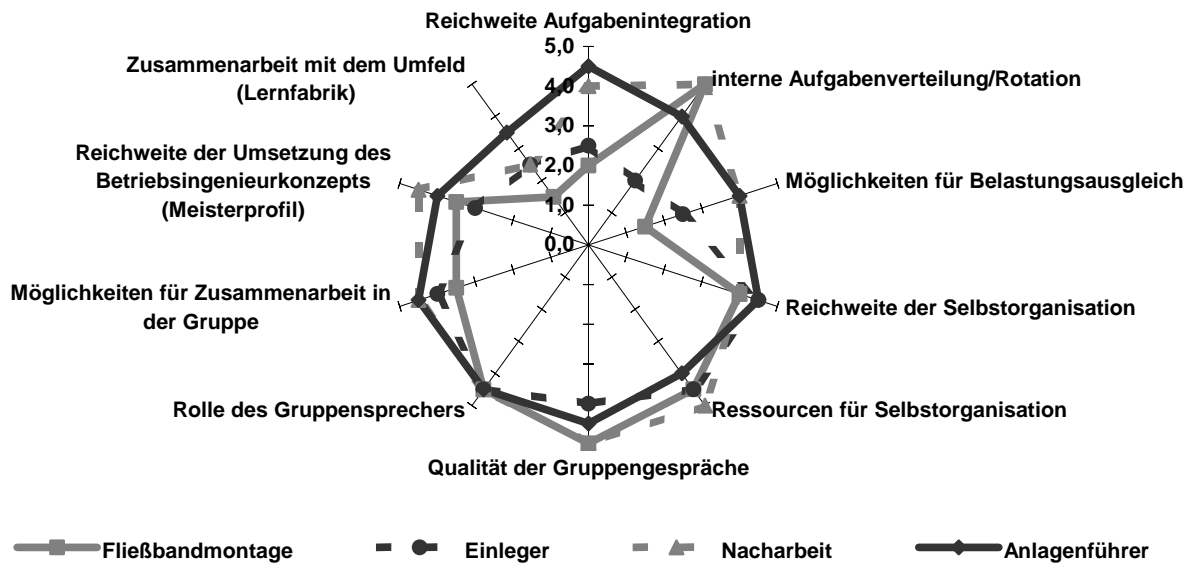 Reichweite Aufgabenintegration
5,0
Zusammenarbeit mit dem Umfeld
(Lernfabrik)
interne Aufgabenverteilung/Rotation
4,0
3,0
Reichweite der Umsetzung des
Betriebsingenieurkonzepts
(Meisterprofil)
2,0
Möglichkeiten für Belastungsausgleich
1,0
0,0
Möglichkeiten für Zusammenarbeit in
der Gruppe
Reichweite der Selbstorganisation
Rolle des Gruppensprechers
Ressourcen für Selbstorganisation
Qualität der Gruppengespräche
Fließbandmontage
Einleger
Nacharbeit
Anlagenführer